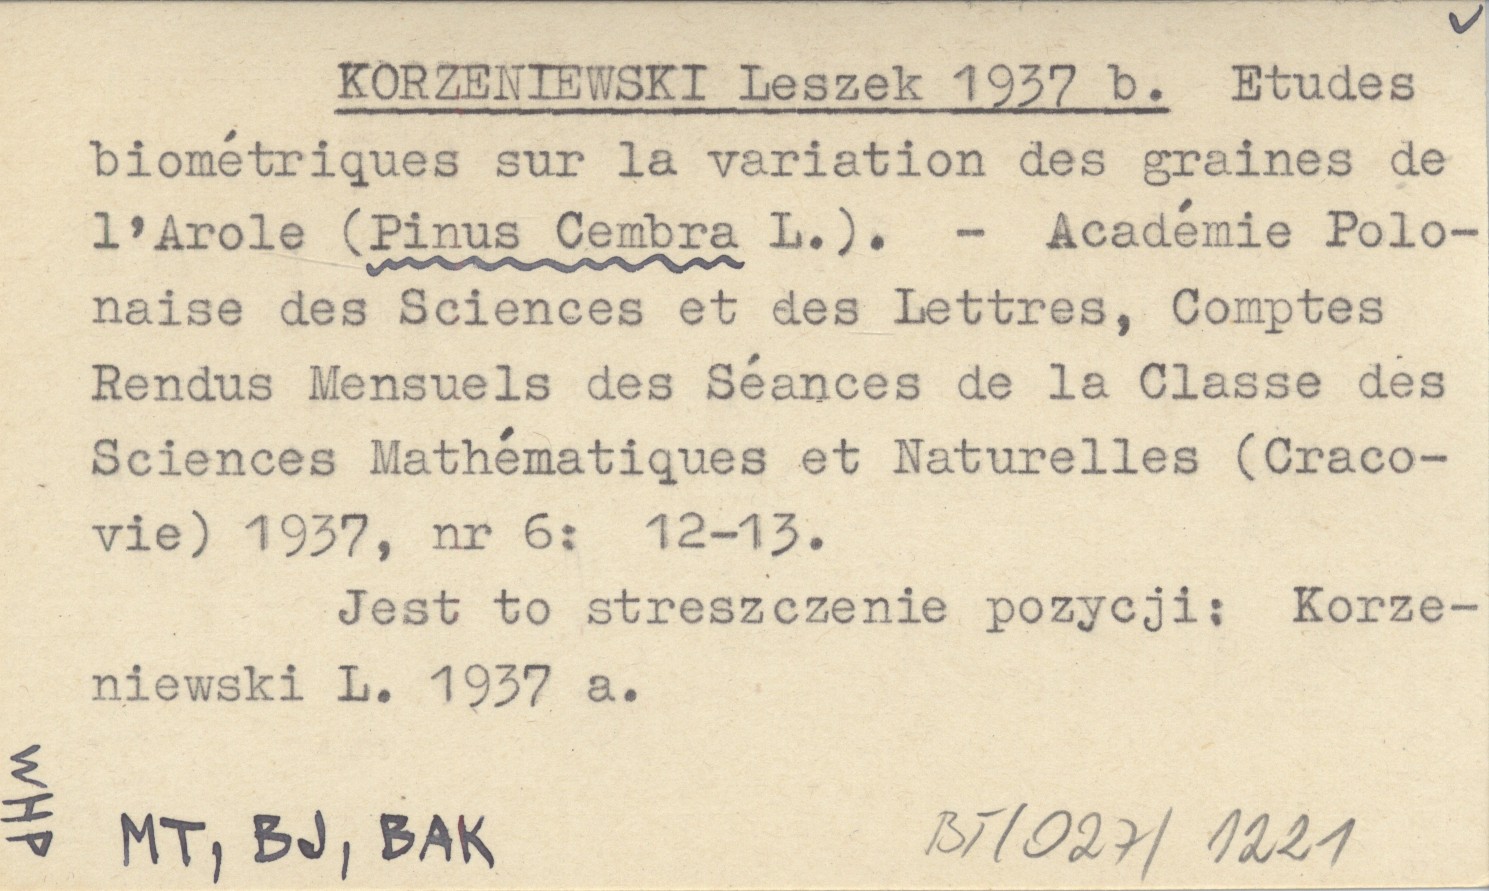 KORZENIEWSKI Leszek 1937 b. Etudes
biométriques sur la variation des graines de
l'Arole (Pinus Cembra L.). - Académie Polo-
naise des Sciences et des Lettres, Comptes
Rendus Mensuels des Séances de la Classe des
Sciences Mathématiques et Naturelles (Craco-
vie) 1937, nr 6: 12-13.
Jest to streszczenie pozycji: Korze-
niewski L. 1937 a.
WHP
MT, BJ, BAK
BT/027/ 1221